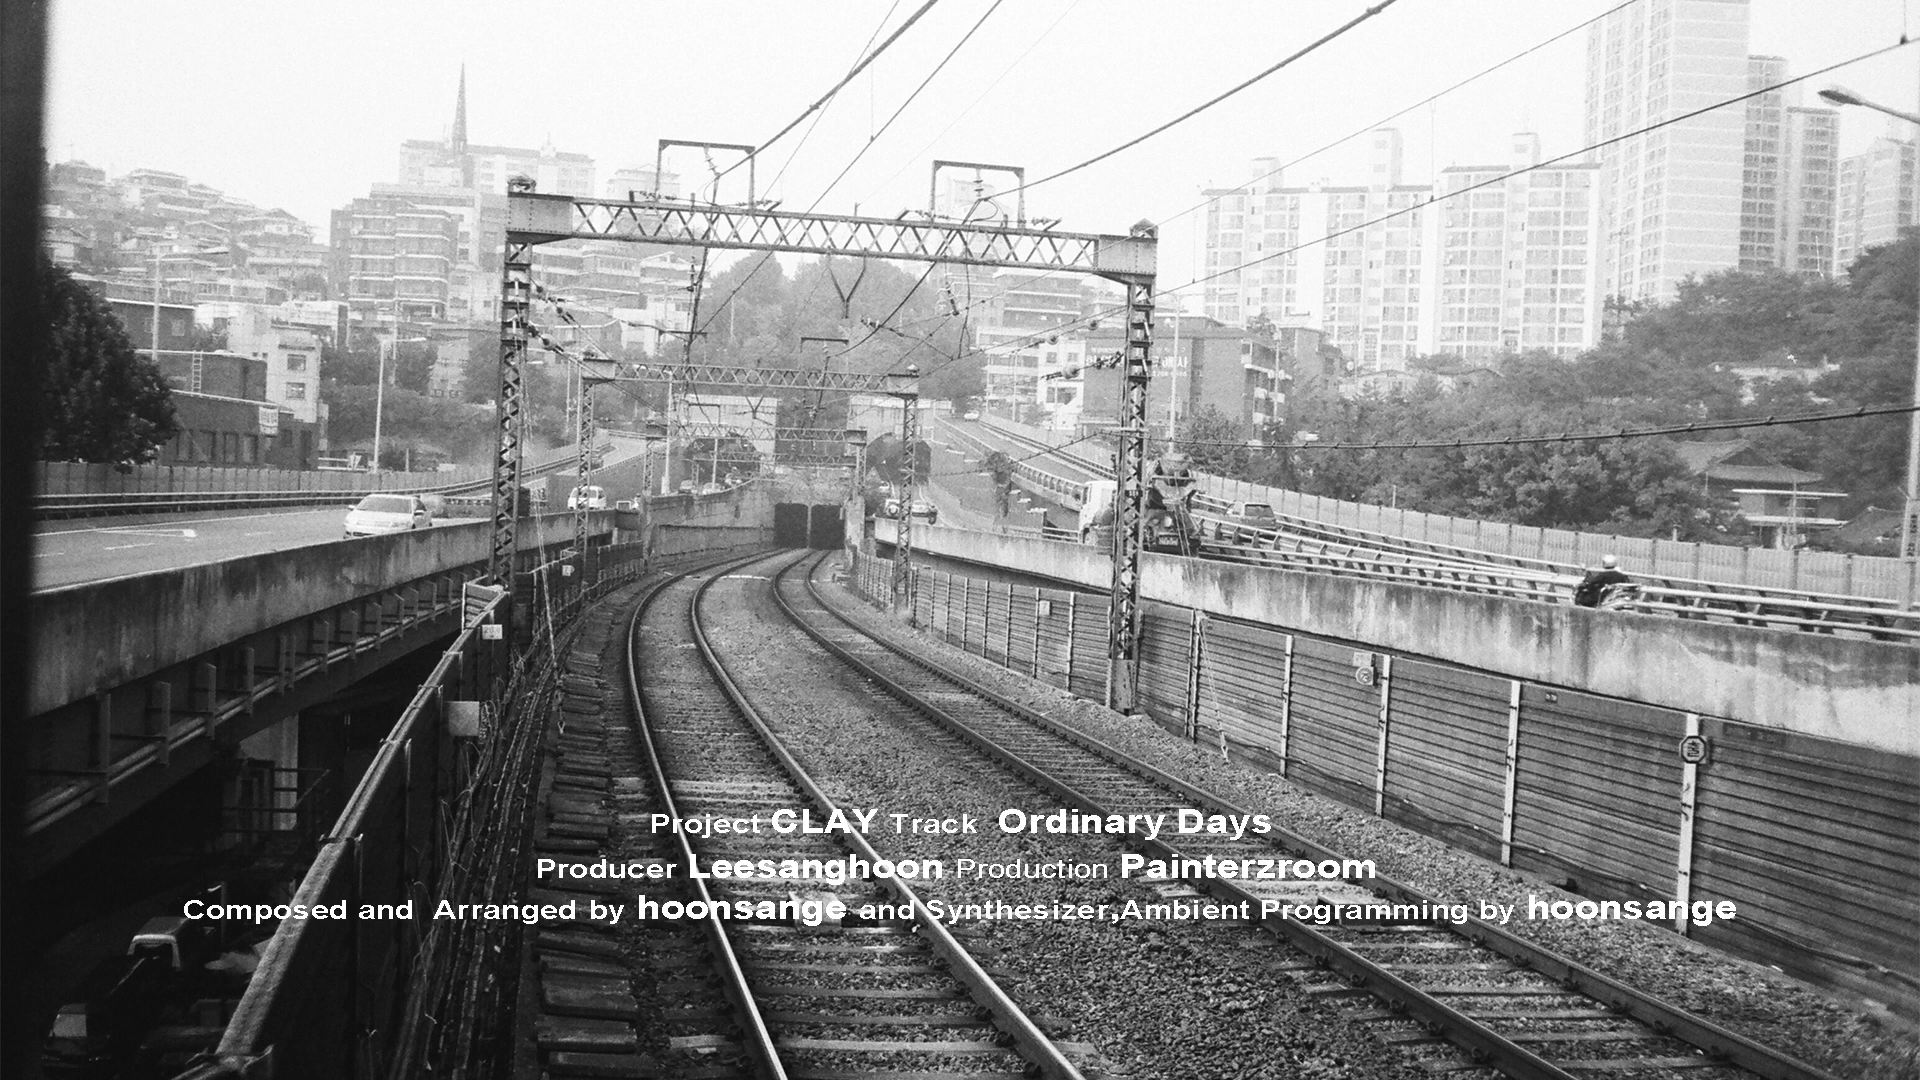 Project CLAY Track Ordinary Days
Producer Leesanghoon Production Painterzroom
Composed and Arranged by hoonsange and Synthesizer,Ambient Programming by hoonsange